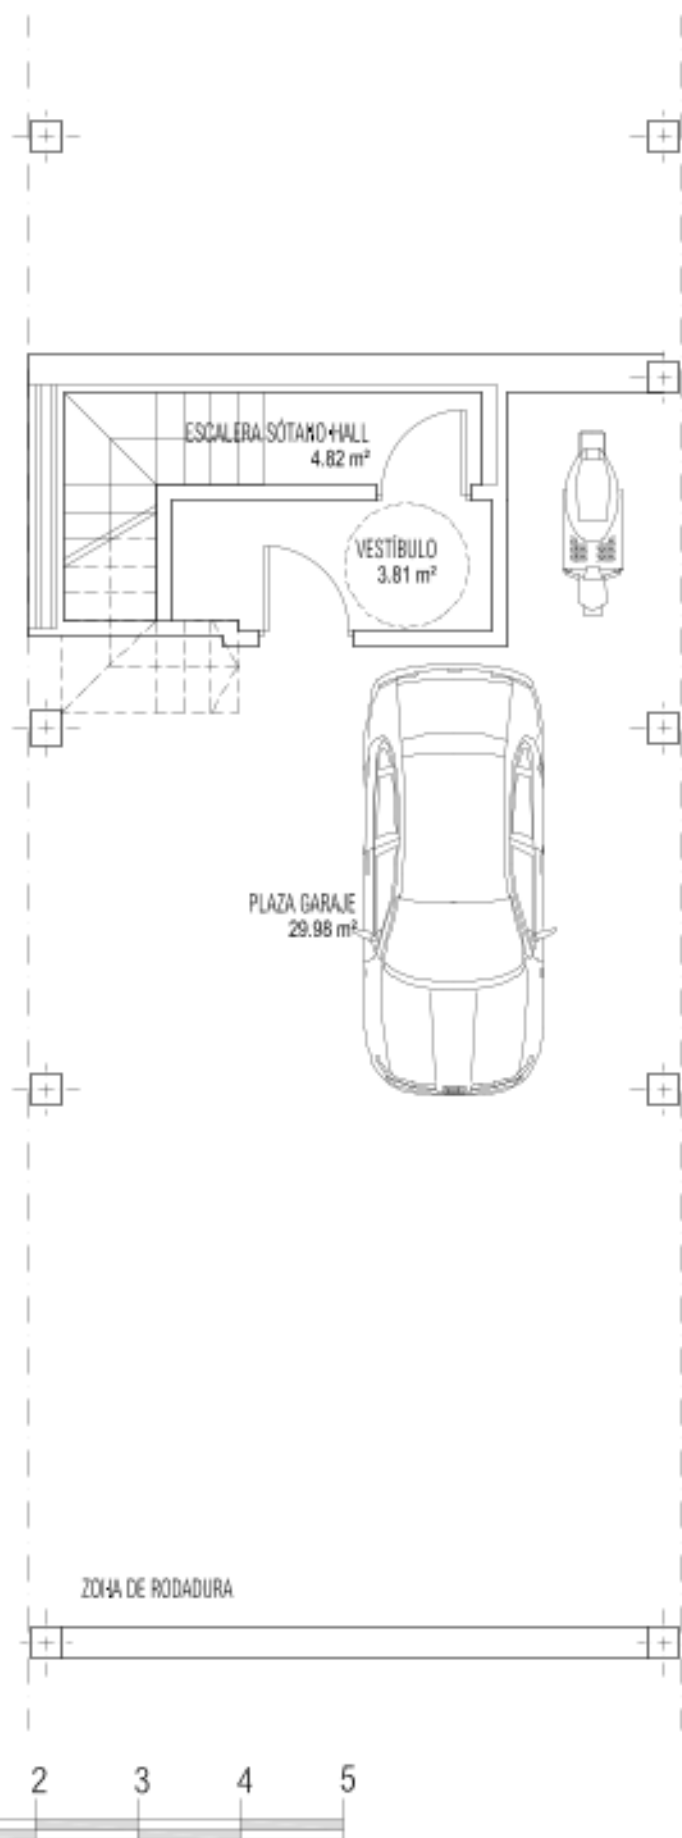 ESCALERA SÓTANO-HALL
4.82 m²
VESTÍBULO
3.81 m²
PLAZA GARAJE
29.98 m²
ZONA DE RODADURA
2 3 4 5